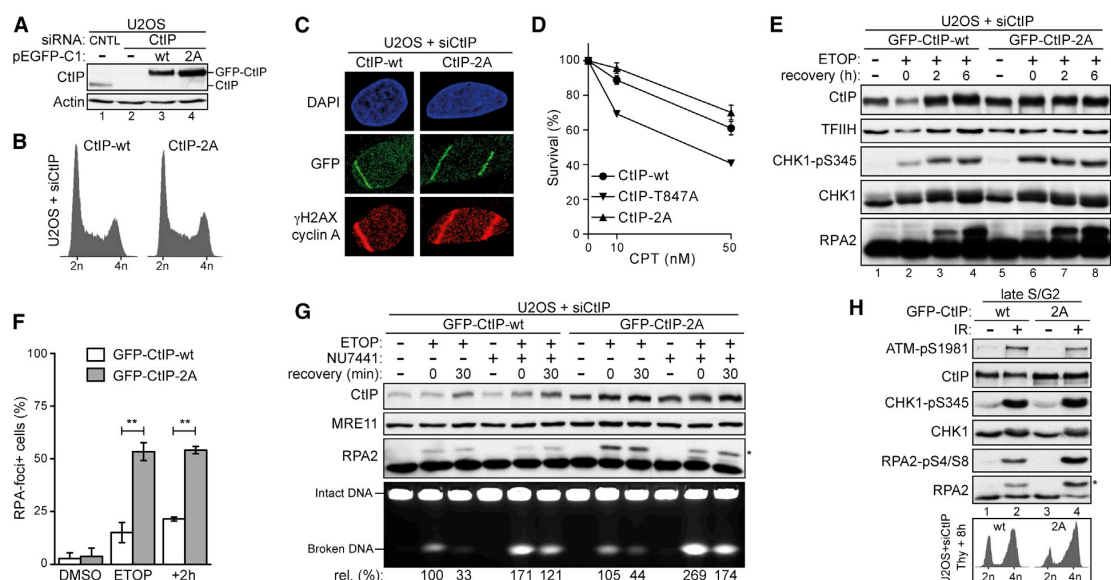 A
U2OS
siRNA: CNTL CtIP
pEGFP-C1: – – wt 2A
CtIP
GFP-CtIP
CtIP
Actin
1 2 3 4
B
CtIP-wt CtIP-2A
U2OS + siCtIP
2n 4n 2n 4n
C
U2OS + siCtIP
CtIP-wt CtIP-2A
DAPI
GFP
γH2AX
cyclin A
D
Survival (%)
100
80
60
40
20
0
0 10 50
CPT (nM)
CtIP-wt
CtIP-T847A
CtIP-2A
E
U2OS + siCtIP
GFP-CtIP-wt GFP-CtIP-2A
ETOP: – + + + – + + +
recovery (h): 0 2 6 0 2 6
CtIP
TFIIH
CHK1-pS345
CHK1
RPA2
1 2 3 4 5 6 7 8
F
RPA-foci+ cells (%)
100
75
50
25
0
GFP-CtIP-wt
GFP-CtIP-2A
** **
DMSO ETOP +2h
G
U2OS + siCtIP
GFP-CtIP-wt GFP-CtIP-2A
ETOP – + + – + + – + + – + +
NU7441 – – – + + + – – – + + +
recovery (min): 0 30 0 30 0 30 0 30
CtIP
MRE11
RPA2
*
Intact DNA
Broken DNA
rel. (%) 100 33 171 121 105 44 269 174
H
late S/G2
GFP-CtIP: wt 2A
IR: – + – +
ATM-pS1981
CtIP
CHK1-pS345
CHK1
RPA2-pS4/S8
RPA2
*
1 2 3 4
U2OS+siCtIP
Thy + 8h
wt 2A
2n 4n 2n 4n